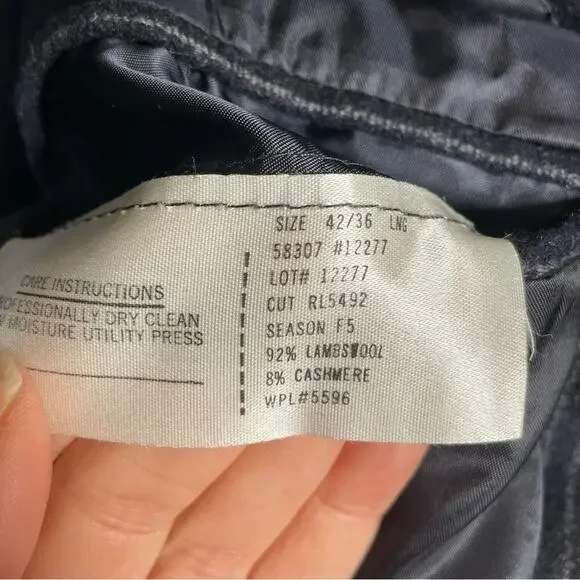 CARE INSTRUCTIONS
PROFESSIONALLY DRY CLEAN
MOISTURE UTILITY PRESS
SIZE 42/36 LNG
58307 #12277
LOT# 12277
CUT RL5492
SEASON F5
92% LAMBSWOOL
8% CASHMERE
WPL#5596